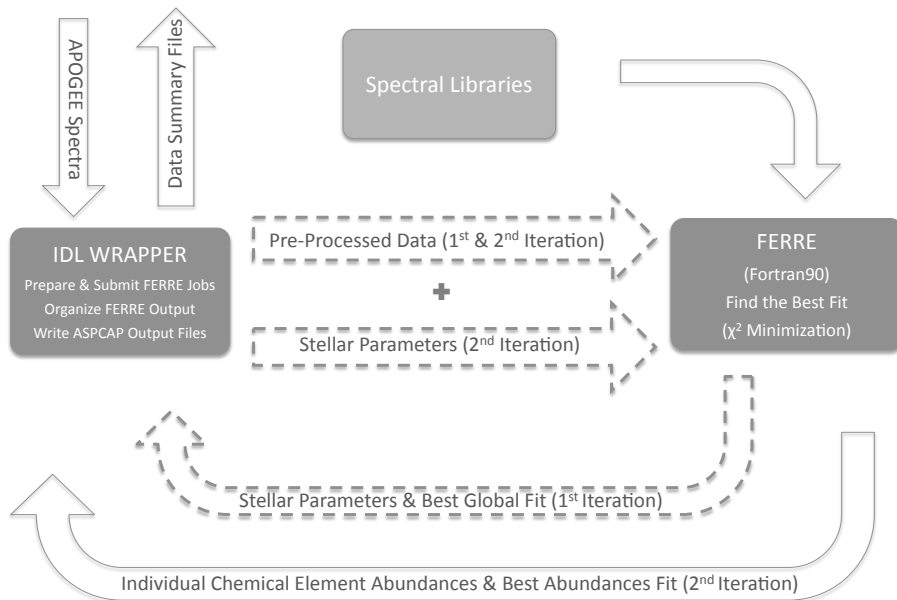 APOGEE Spectra
Data Summary Files
Spectral Libraries
IDL WRAPPER
Prepare & Submit FERRE Jobs
Organize FERRE Output
Write ASPCAP Output Files
Pre-Processed Data (1st & 2nd Iteration)
+
Stellar Parameters (2nd Iteration)
FERRE
(Fortran90)
Find the Best Fit
(χ² Minimization)
Stellar Parameters & Best Global Fit (1st Iteration)
Individual Chemical Element Abundances & Best Abundances Fit (2nd Iteration)